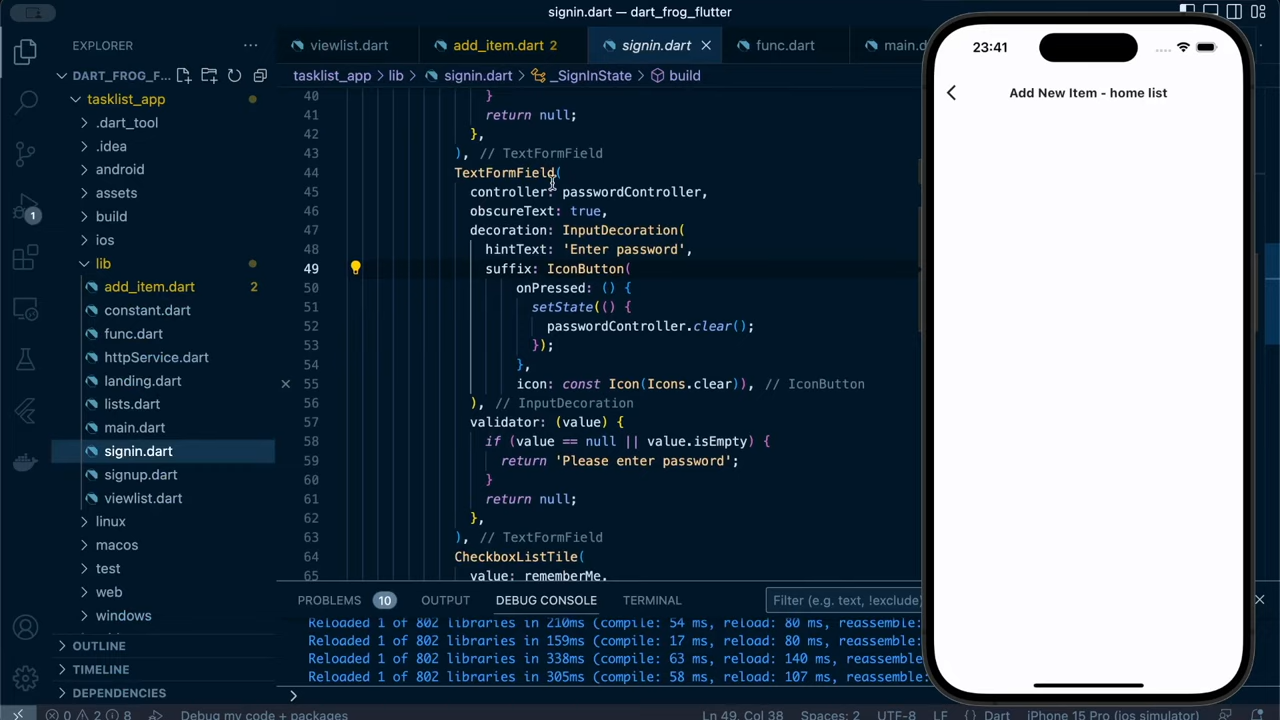 signin.dart — dart_frog_flutter
EXPLORER
viewlist.dart
add_item.dart 2
signin.dart
func.dart
main.d
DART_FROG_F...
tasklist_app > lib > signin.dart > _SignInState > build
tasklist_app
.dart_tool
.idea
android
assets
build
ios
lib
add_item.dart 2
constant.dart
func.dart
httpService.dart
landing.dart
lists.dart
main.dart
signin.dart
signup.dart
viewlist.dart
linux
macos
test
web
windows
OUTLINE
TIMELINE
DEPENDENCIES
1
40 }
41 return null;
42 },
43 ), // TextFormField
44 TextFormField(
45 controller: passwordController,
46 obscureText: true,
47 decoration: InputDecoration(
48 hintText: 'Enter password',
49 suffix: IconButton(
50 onPressed: () {
51 setState(() {
52 passwordController.clear();
53 });
54 },
55 icon: const Icon(Icons.clear)), // IconButton
56 ), // InputDecoration
57 validator: (value) {
58 if (value == null || value.isEmpty) {
59 return 'Please enter password';
60 }
61 return null;
62 },
63 ), // TextFormField
64 CheckboxListTile(
65 value: rememberMe,
PROBLEMS 10 OUTPUT DEBUG CONSOLE TERMINAL
Filter (e.g. text, !exclude)
Reloaded 1 of 802 libraries in 210ms (compile: 54 ms, reload: 80 ms, reassemble:
Reloaded 1 of 802 libraries in 159ms (compile: 17 ms, reload: 80 ms, reassemble:
Reloaded 1 of 802 libraries in 338ms (compile: 63 ms, reload: 140 ms, reassemble:
Reloaded 1 of 802 libraries in 305ms (compile: 58 ms, reload: 107 ms, reassemble:
0 2 8 Debug my code + packages
Ln 49, Col 38 Spaces: 2 UTF-8 LF {} Dart iPhone 15 Pro (ios simulator)
23:41
Add New Item - home list